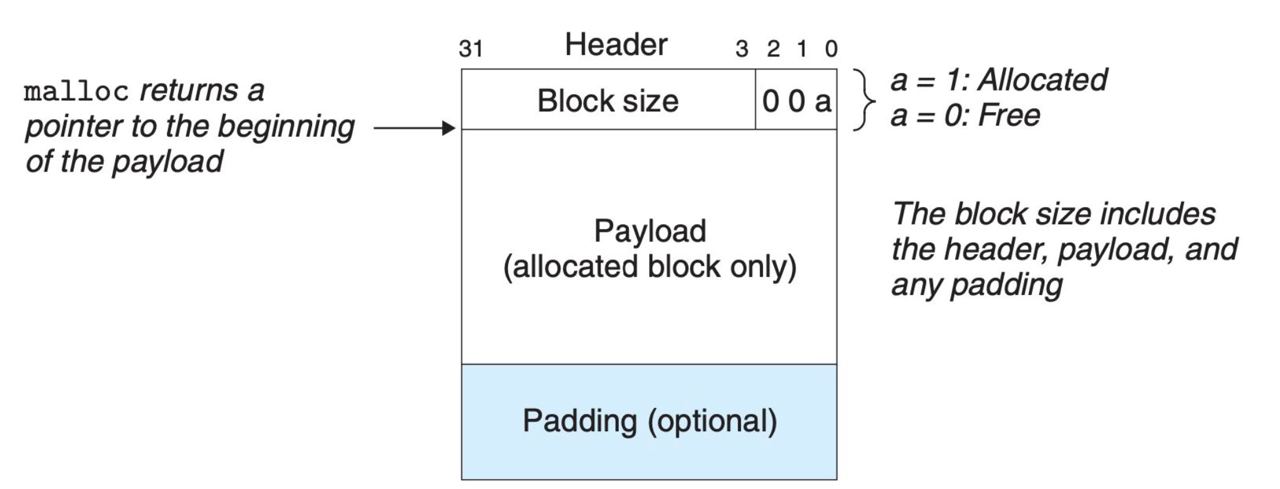 31 Header 3 2 1 0
malloc returns a
pointer to the beginning
of the payload
Block size
0 0 a
a = 1: Allocated
a = 0: Free
Payload
(allocated block only)
The block size includes
the header, payload, and
any padding
Padding (optional)